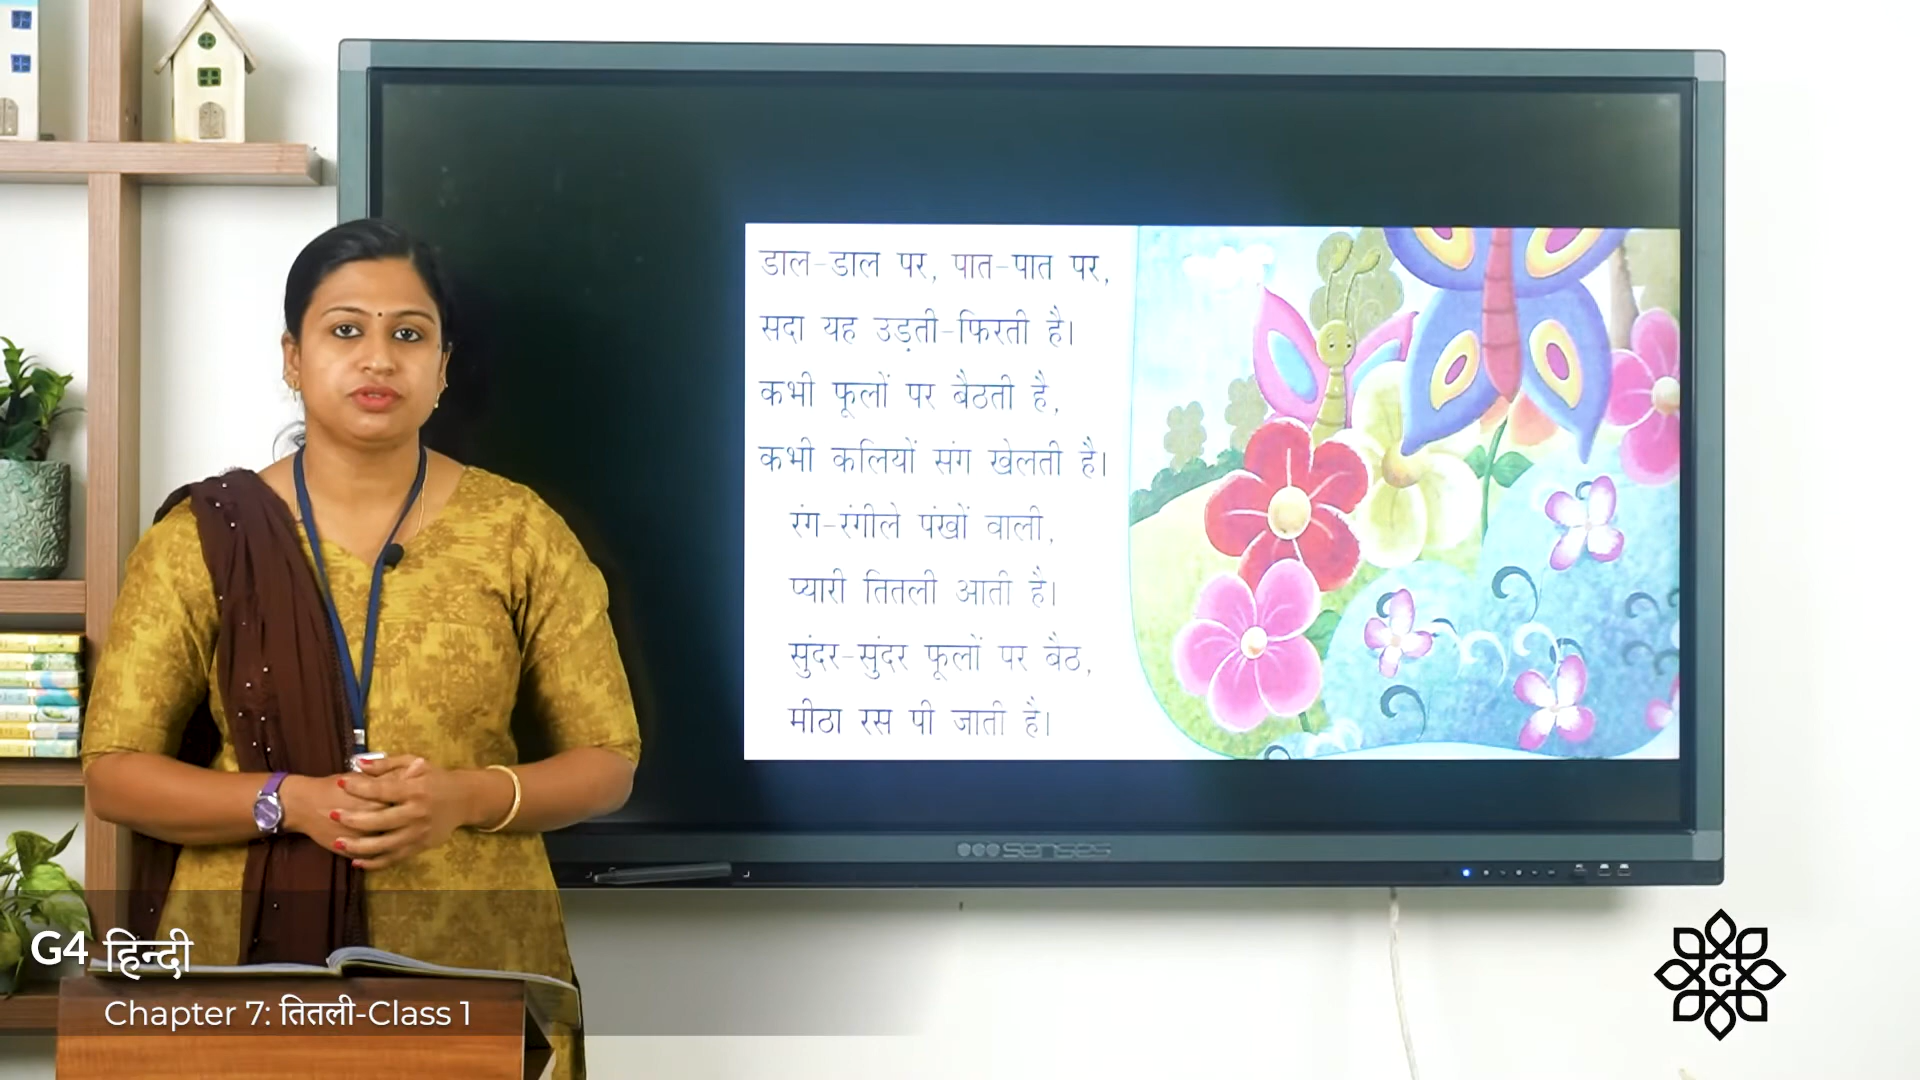 डाल-डाल पर, पात-पात पर,
सदा यह उड़ती-फिरती है।
कभी फूलों पर बैठती है,
कभी कलियों संग खेलती है।
रंग-रंगीले पंखों वाली,
प्यारी तितली आती है।
सुंदर-सुंदर फूलों पर बैठ,
मीठा रस पी जाती है।
senses
G4 हिन्दी
Chapter 7: तितली-Class 1
G